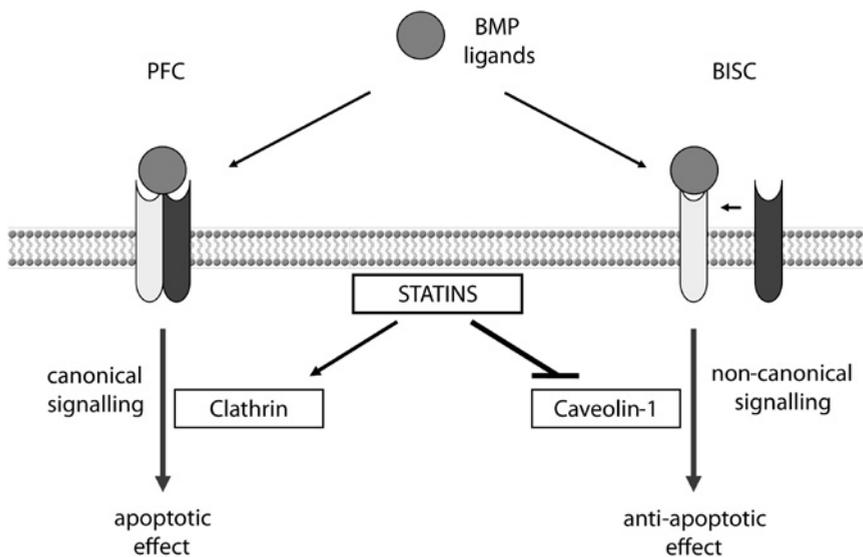 BMP
ligands
PFC
BISC
STATINS
canonical
signalling
Clathrin
Caveolin-1
non-canonical
signalling
apoptotic
effect
anti-apoptotic
effect